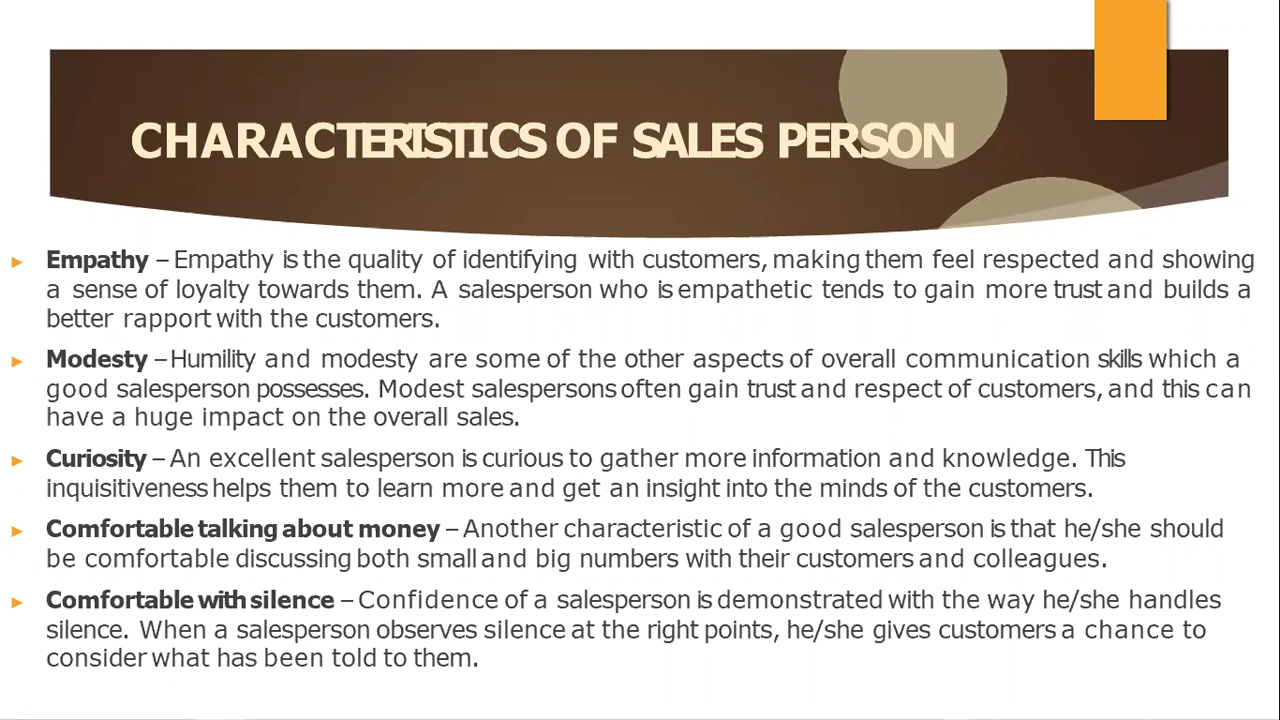 CHARACTERISTICS OF SALES PERSON
Empathy – Empathy is the quality of identifying with customers, making them feel respected and showing
a sense of loyalty towards them. A salesperson who is empathetic tends to gain more trust and builds a
better rapport with the customers.
Modesty – Humility and modesty are some of the other aspects of overall communication skills which a
good salesperson possesses. Modest salespersons often gain trust and respect of customers, and this can
have a huge impact on the overall sales.
Curiosity – An excellent salesperson is curious to gather more information and knowledge. This
inquisitiveness helps them to learn more and get an insight into the minds of the customers.
Comfortable talking about money – Another characteristic of a good salesperson is that he/she should
be comfortable discussing both small and big numbers with their customers and colleagues.
Comfortable with silence – Confidence of a salesperson is demonstrated with the way he/she handles
silence. When a salesperson observes silence at the right points, he/she gives customers a chance to
consider what has been told to them.